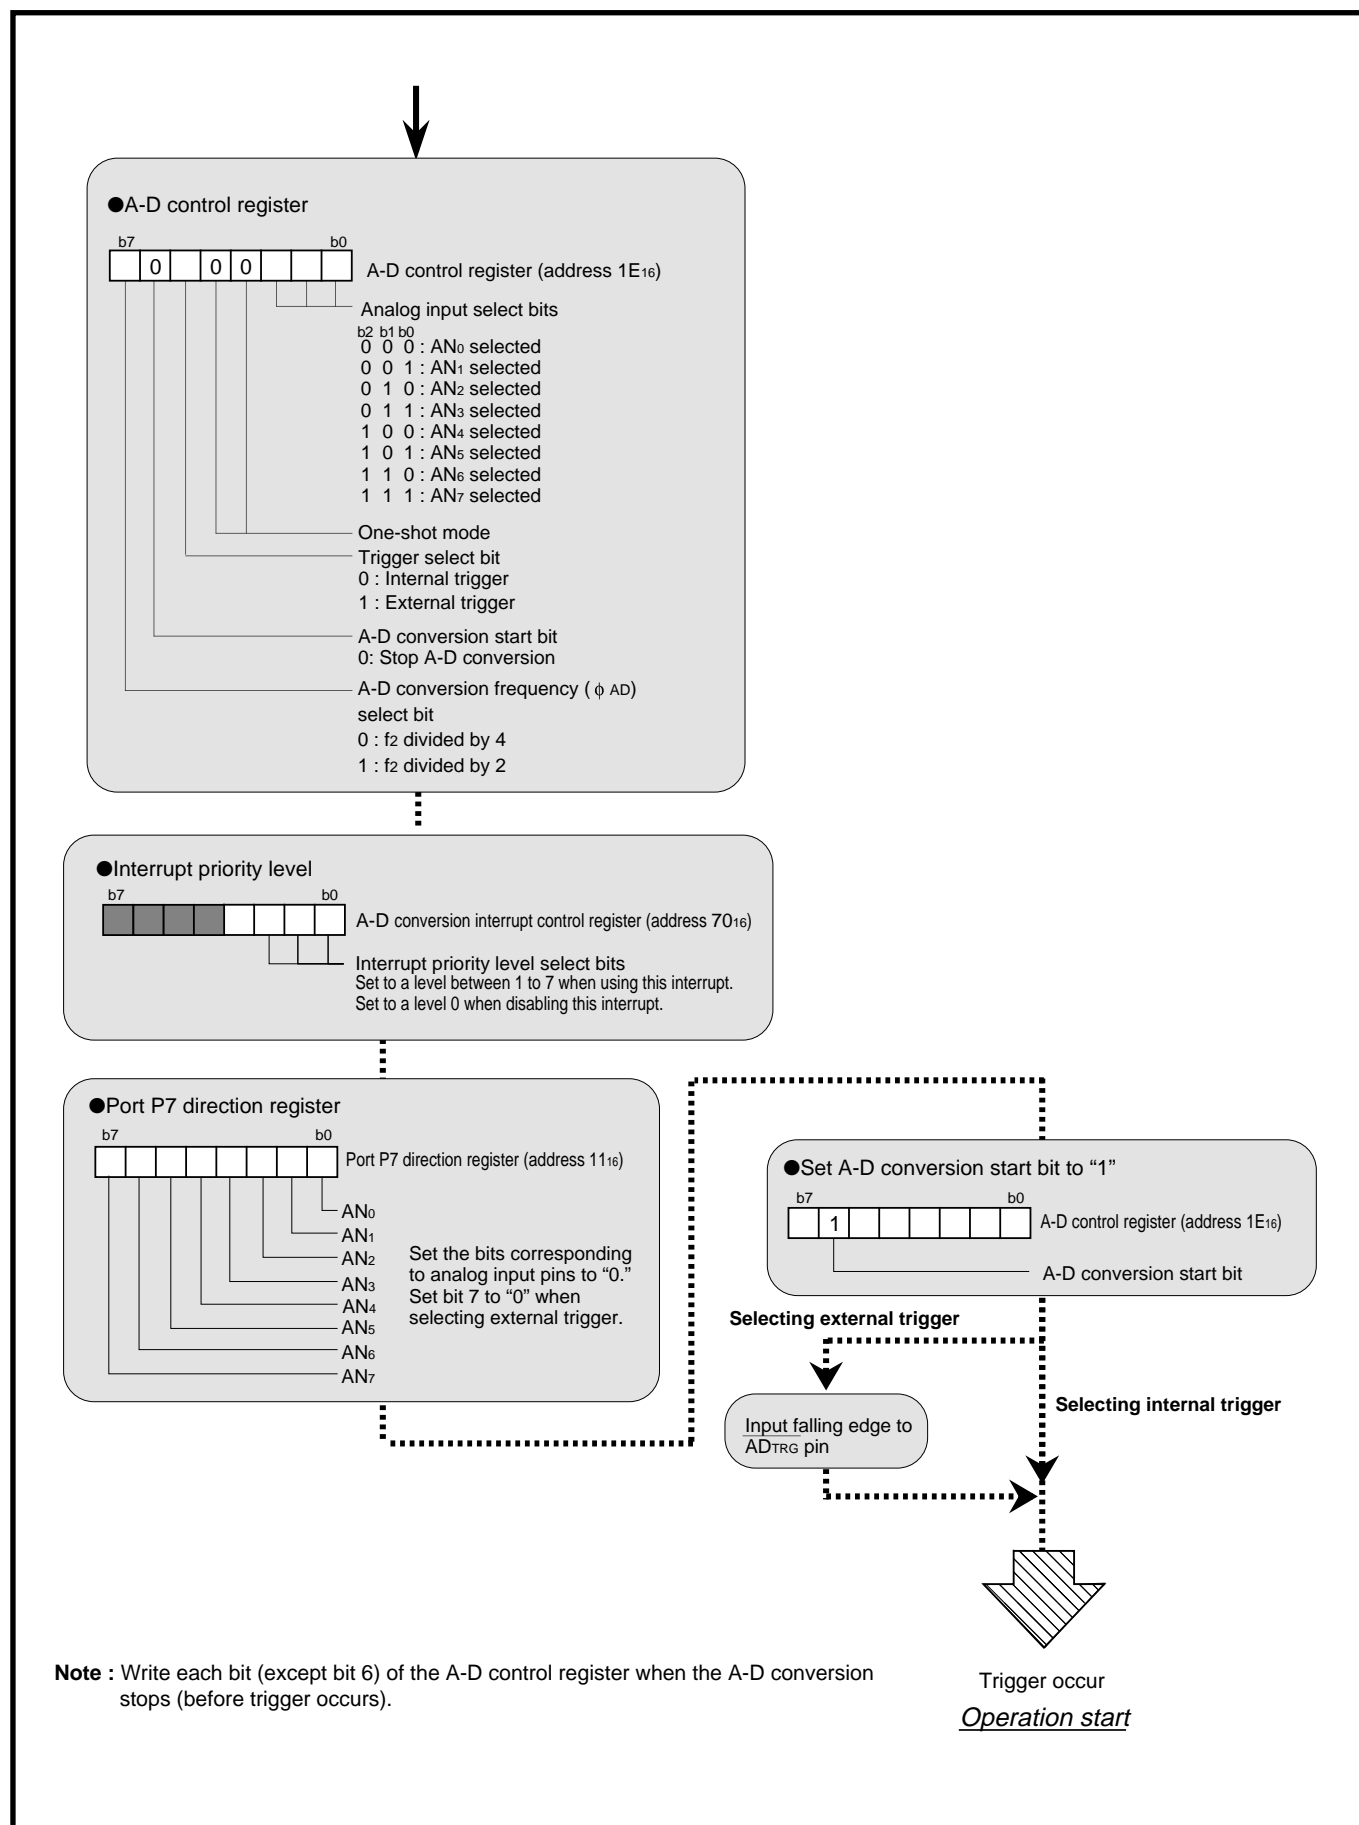 ●A-D control register
b7 b0
0 0 0
A-D control register (address 1E16)
Analog input select bits
b2 b1 b0
0 0 0 : AN0 selected
0 0 1 : AN1 selected
0 1 0 : AN2 selected
0 1 1 : AN3 selected
1 0 0 : AN4 selected
1 0 1 : AN5 selected
1 1 0 : AN6 selected
1 1 1 : AN7 selected
One-shot mode
Trigger select bit
0 : Internal trigger
1 : External trigger
A-D conversion start bit
0: Stop A-D conversion
A-D conversion frequency ( ϕ AD)
select bit
0 : f2 divided by 4
1 : f2 divided by 2
●Interrupt priority level
b7 b0
A-D conversion interrupt control register (address 7016)
Interrupt priority level select bits
Set to a level between 1 to 7 when using this interrupt.
Set to a level 0 when disabling this interrupt.
●Port P7 direction register
b7 b0
Port P7 direction register (address 1116)
AN0
AN1
AN2
AN3
AN4
AN5
AN6
AN7
Set the bits corresponding
to analog input pins to “0.”
Set bit 7 to “0” when
selecting external trigger.
●Set A-D conversion start bit to “1”
b7 b0
1
A-D control register (address 1E16)
A-D conversion start bit
Selecting external trigger
Selecting internal trigger
Input falling edge to
ADTRG pin
Trigger occur
Operation start
Note : Write each bit (except bit 6) of the A-D control register when the A-D conversion
stops (before trigger occurs).